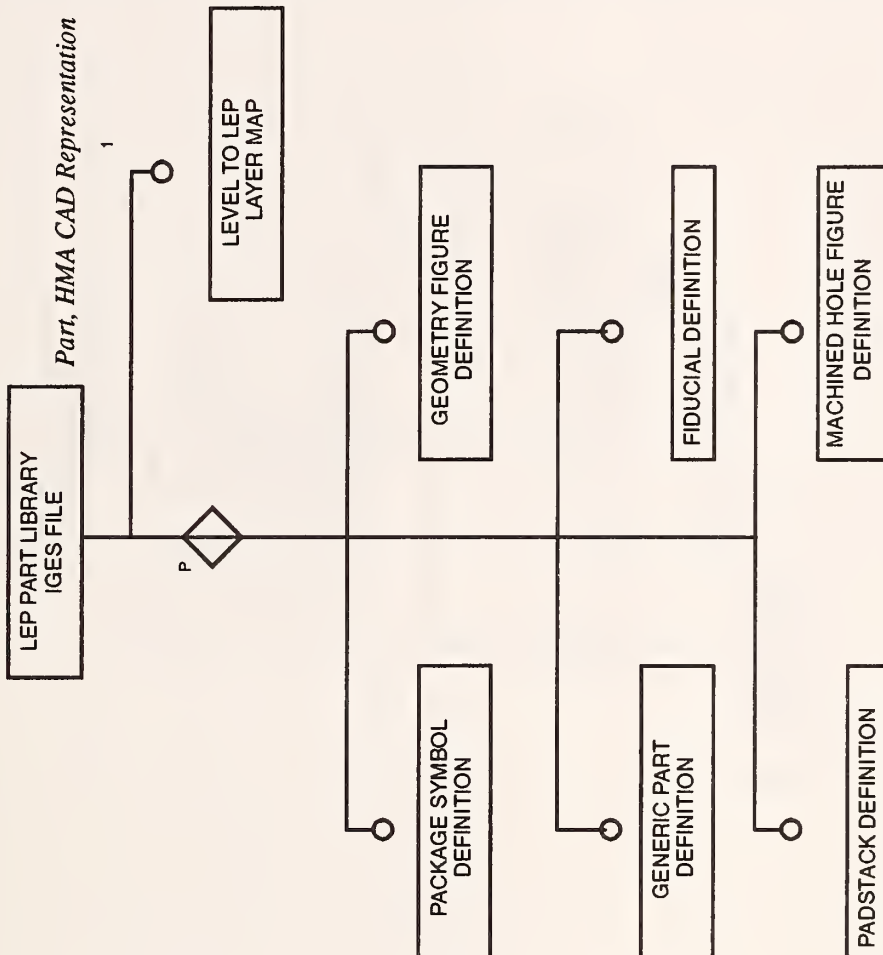 LEP PART LIBRARY
IGES FILE
Part, HMA CAD Representation
1
LEVEL TO LEP
LAYER MAP
P
PACKAGE SYMBOL
DEFINITION
GEOMETRY FIGURE
DEFINITION
GENERIC PART
DEFINITION
FIDUCIAL DEFINITION
PADSTACK DEFINITION
MACHINED HOLE FIGURE
DEFINITION